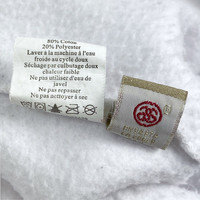 80% Coton
20% Polyester
Laver à la machine à l'eau
froide au cycle doux
Séchage par culbutage doux
chaleur faible
Ne pas utiliser d'eau de
javel
Ne pas repasser
Ne pas nettoyer à sec